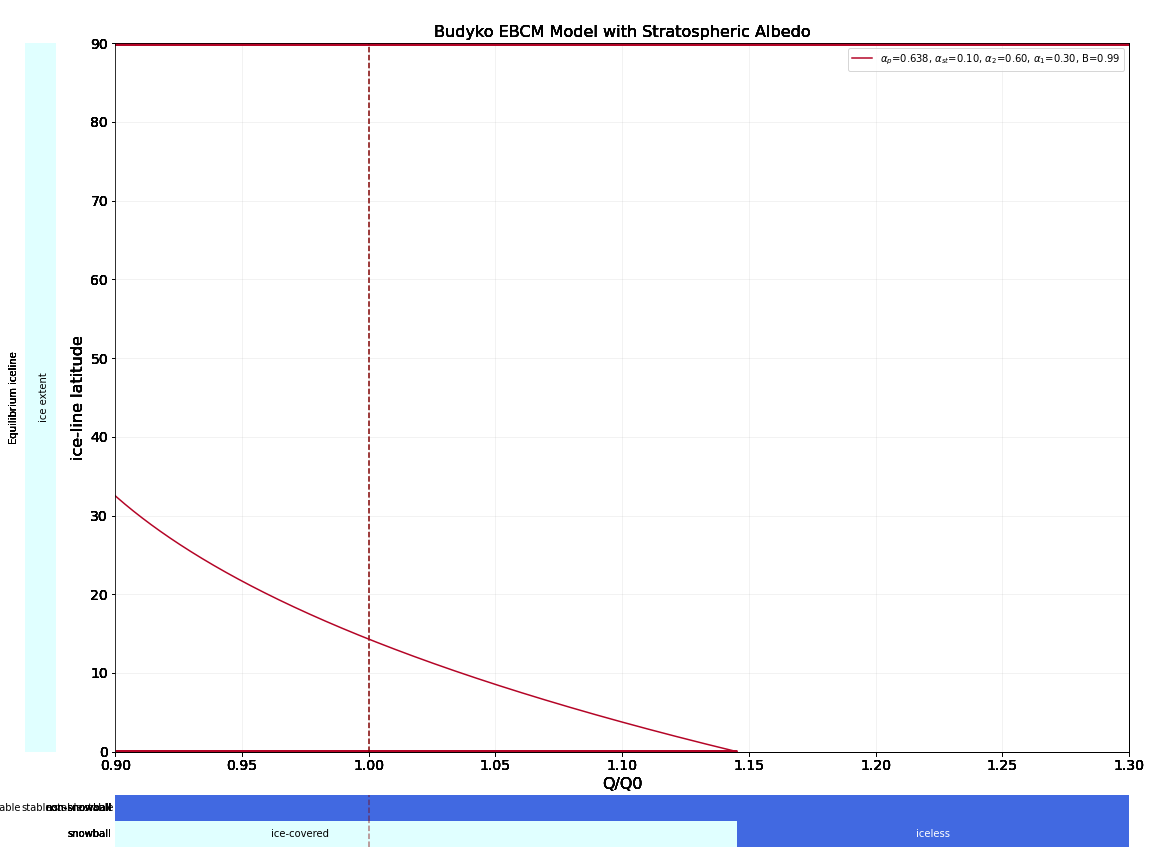 Budyko EBCM Model with Stratospheric Albedo
αp=0.638, αst=0.10, α2=0.60, α1=0.30, B=0.99
90
80
70
60
50
40
30
20
10
0
ice-line latitude
Equilibrium iceline
ice extent
0.90 0.95 1.00 1.05 1.10 1.15 1.20 1.25 1.30
Q/Q0
snowball
ice-covered
iceless